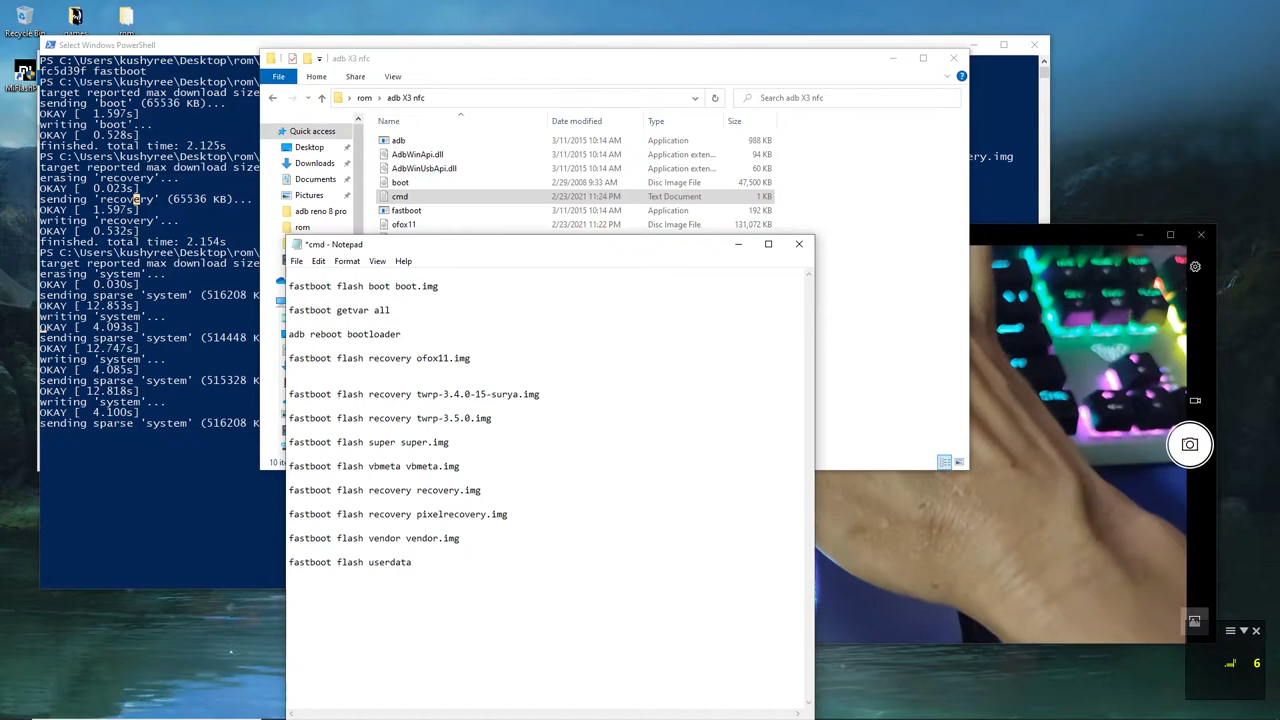 Recycle Bin
games
rom
MiFlashP
Select Windows PowerShell
PS C:\Users\kushyree\Desktop\rom\
fc5d39f fastboot
PS C:\Users\kushyree\Desktop\rom\
target reported max download size
sending 'boot' (65536 KB)...
OKAY [  1.597s]
writing 'boot'...
OKAY [  0.528s]
finished. total time: 2.125s
PS C:\Users\kushyree\Desktop\rom\
target reported max download size
erasing 'recovery'...
OKAY [  0.023s]
sending 'recovery' (65536 KB)...
OKAY [  1.597s]
writing 'recovery'...
OKAY [  0.532s]
finished. total time: 2.154s
PS C:\Users\kushyree\Desktop\rom\
target reported max download size
erasing 'system'...
OKAY [  0.030s]
sending sparse 'system' (516208 K
OKAY [ 12.853s]
writing 'system'...
OKAY [  4.093s]
sending sparse 'system' (514448 K
OKAY [ 12.747s]
writing 'system'...
OKAY [  4.085s]
sending sparse 'system' (515328 K
OKAY [ 12.818s]
writing 'system'...
OKAY [  4.100s]
sending sparse 'system' (516208 K
ery.img
adb X3 nfc
File Home Share View
rom > adb X3 nfc
Search adb X3 nfc
Quick access
Desktop
Downloads
Documents
Pictures
adb reno 8 pro
rom
Name Date modified Type Size
adb 3/11/2015 10:14 AM Application 988 KB
AdbWinApi.dll 3/11/2015 10:14 AM Application exten... 94 KB
AdbWinUsbApi.dll 3/11/2015 10:14 AM Application exten... 60 KB
boot 2/29/2008 9:33 AM Disc Image File 47,500 KB
cmd 2/23/2021 11:24 PM Text Document 1 KB
fastboot 3/11/2015 10:14 AM Application 192 KB
ofox11 2/23/2021 11:22 PM Disc Image File 131,072 KB
10 ite
*cmd - Notepad
File Edit Format View Help
fastboot flash boot boot.img
fastboot getvar all
adb reboot bootloader
fastboot flash recovery ofox11.img
fastboot flash recovery twrp-3.4.0-15-surya.img
fastboot flash recovery twrp-3.5.0.img
fastboot flash super super.img
fastboot flash vbmeta vbmeta.img
fastboot flash recovery recovery.img
fastboot flash recovery pixelrecovery.img
fastboot flash vendor vendor.img
fastboot flash userdata
6